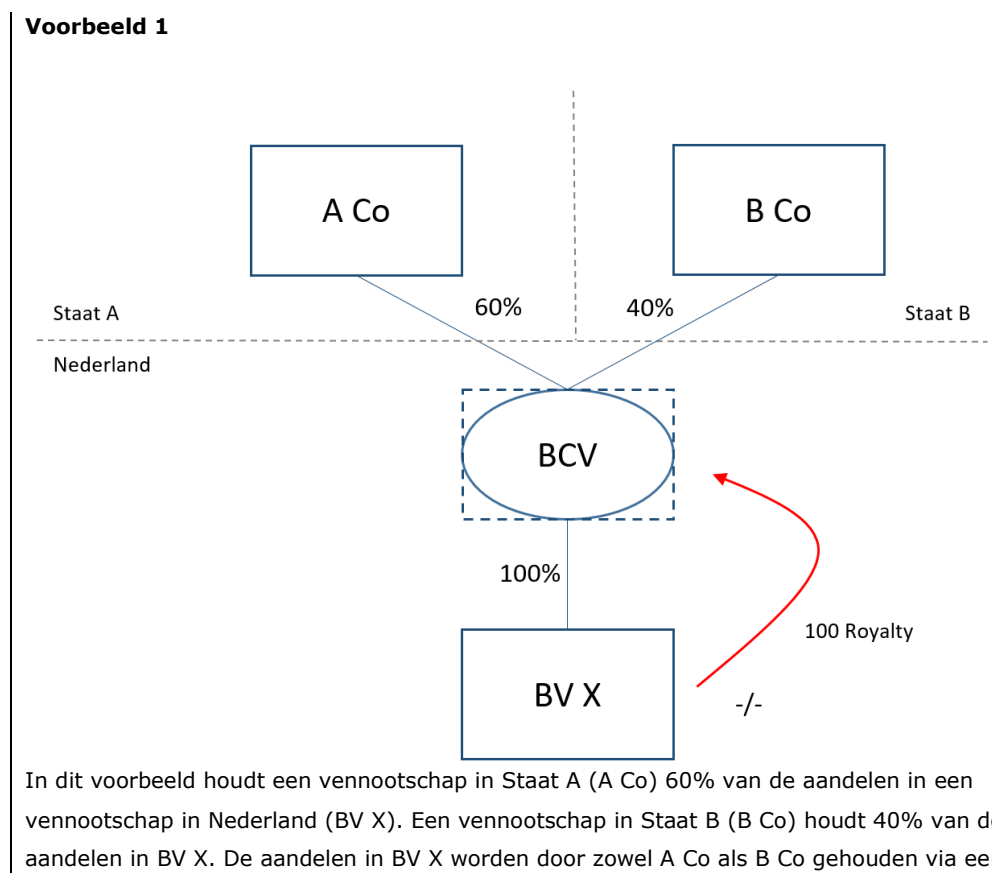 Voorbeeld 1
A Co
B Co
60%
40%
Staat A
Staat B
Nederland
BCV
100%
100 Royalty
BV X
-/-
In dit voorbeeld houdt een vennootschap in Staat A (A Co) 60% van de aandelen in een
vennootschap in Nederland (BV X). Een vennootschap in Staat B (B Co) houdt 40% van
aandelen in BV X. De aandelen in BV X worden door zowel A Co als B Co gehouden via